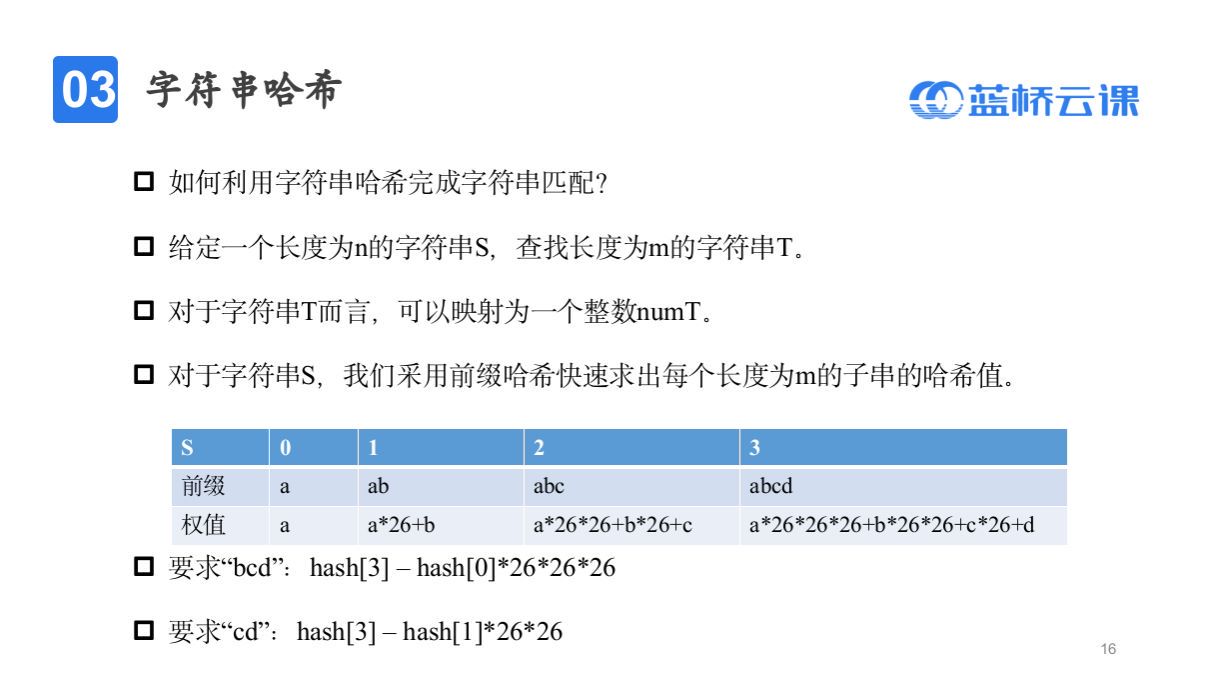 03 字符串哈希
蓝桥云课
如何利用字符串哈希完成字符串匹配?
给定一个长度为n的字符串S，查找长度为m的字符串T。
对于字符串T而言，可以映射为一个整数numT。
对于字符串S，我们采用前缀哈希快速求出每个长度为m的子串的哈希值。
S 0 1 2 3
前缀 a ab abc abcd
权值 a a*26+b a*26*26+b*26+c a*26*26*26+b*26*26+c*26+d
要求“bcd”：hash[3] – hash[0]*26*26*26
要求“cd”：hash[3] – hash[1]*26*26
16